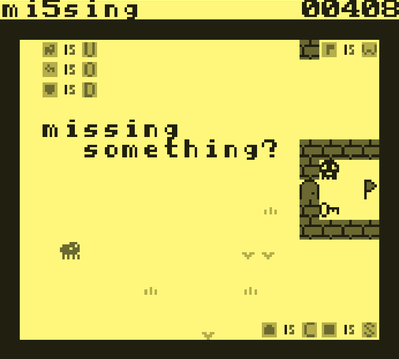 mi5sing 00408
IS U IS W
IS O
IS D
missing
something?
IS C IS S